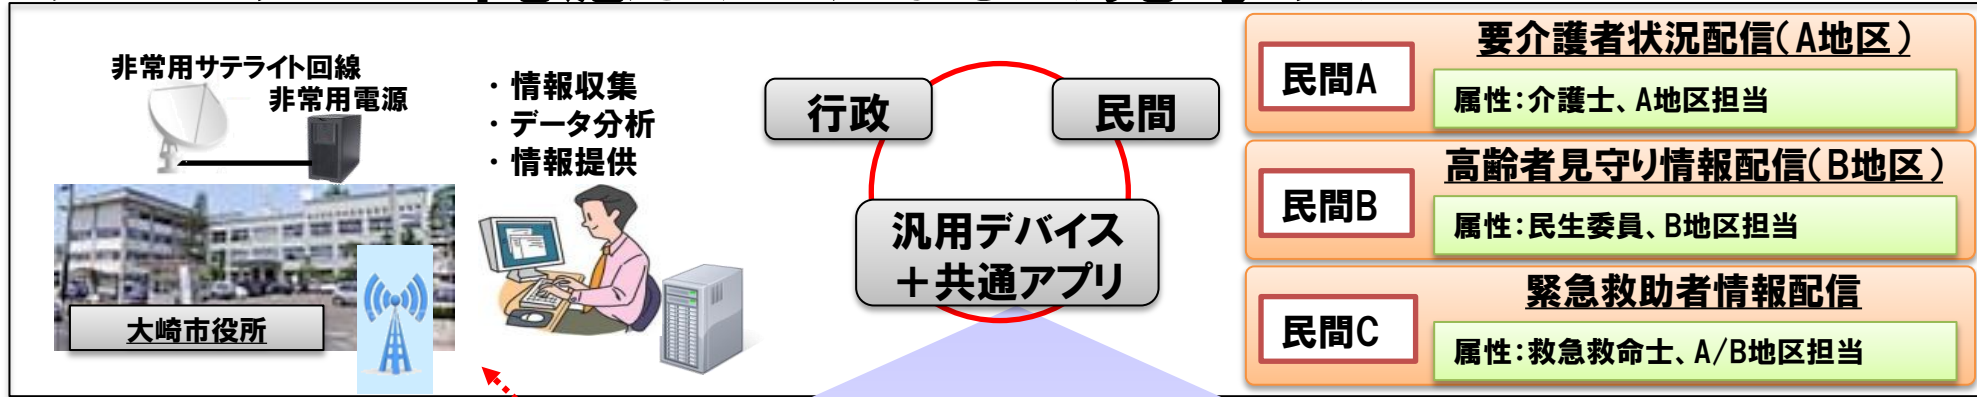 非常用サテライト回線
非常用電源
・情報収集
・データ分析
・情報提供
大崎市役所
行政
民間
汎用デバイス
＋共通アプリ
民間A
要介護者状況配信(A地区)
属性:介護士、A地区担当
民間B
高齢者見守り情報配信(B地区)
属性:民生委員、B地区担当
民間C
緊急救助者情報配信
属性:救急救命士、A/B地区担当